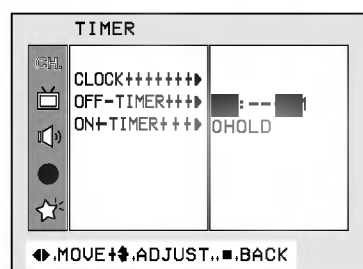 TIMER
CH.
CLOCK+++++++▶
OFF-TIMER+++▶ :--
ON+TIMER+++▶ OHOLD
◀▶.MOVE+♦.ADJUST..■.BACK